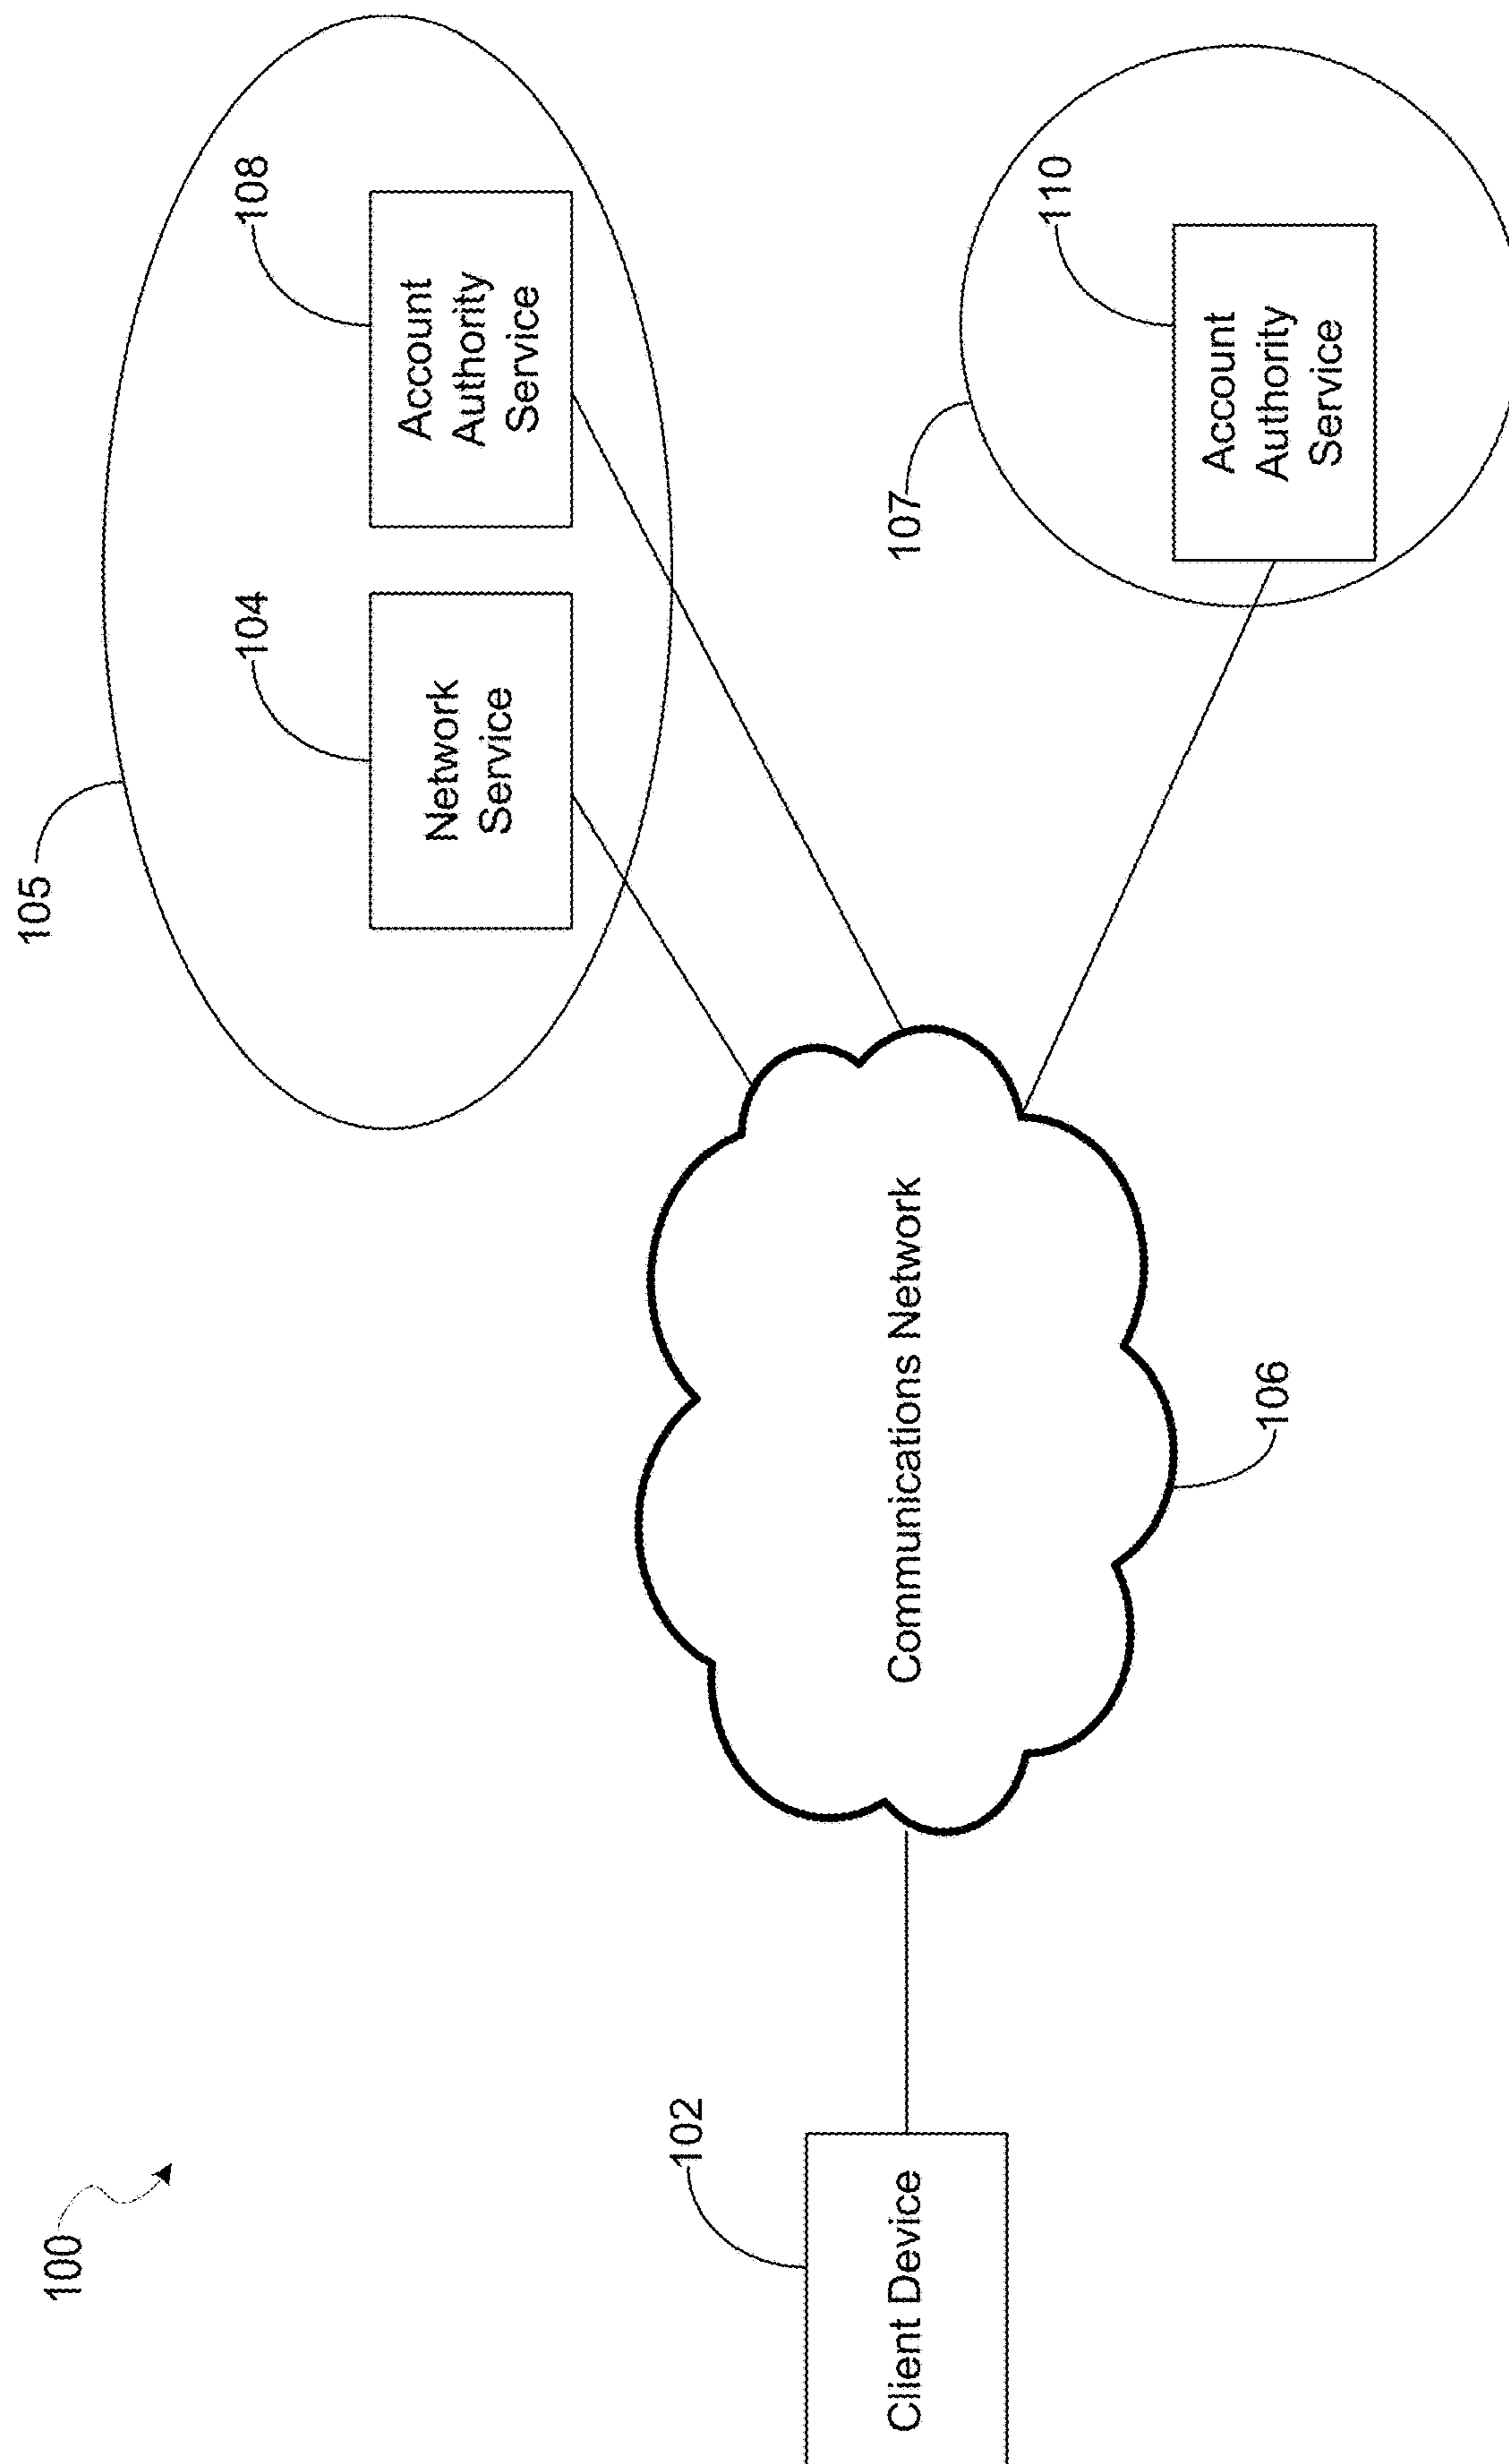 100
105
104
Network
Service
108
Account
Authority
Service
102
Client Device
Communications Network
106
107
110
Account
Authority
Service